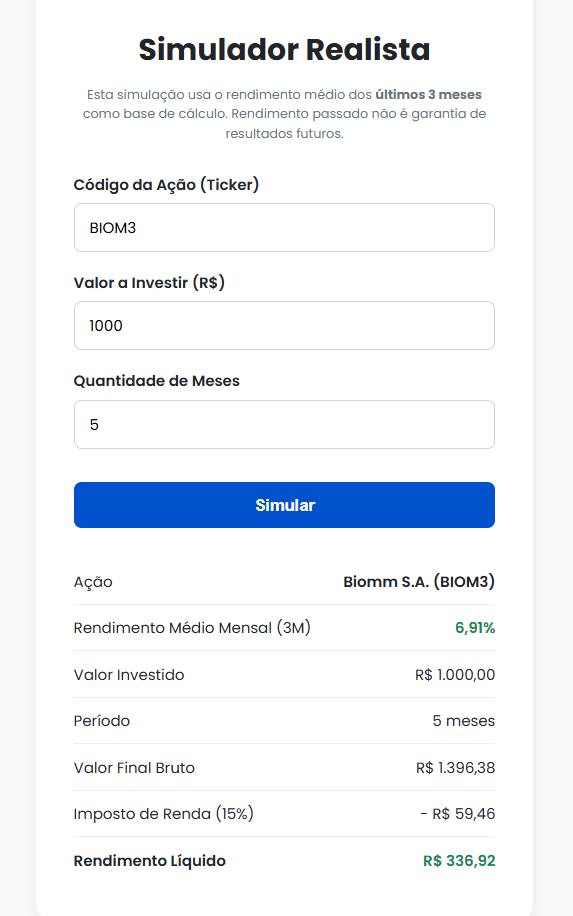 Simulador Realista
Esta simulação usa o rendimento médio dos últimos 3 meses
como base de cálculo. Rendimento passado não é garantia de
resultados futuros.
Código da Ação (Ticker)
BIOM3
Valor a Investir (R$)
1000
Quantidade de Meses
5
Simular
Ação Biomm S.A. (BIOM3)
Rendimento Médio Mensal (3M) 6,91%
Valor Investido R$ 1.000,00
Período 5 meses
Valor Final Bruto R$ 1.396,38
Imposto de Renda (15%) - R$ 59,46
Rendimento Líquido R$ 336,92